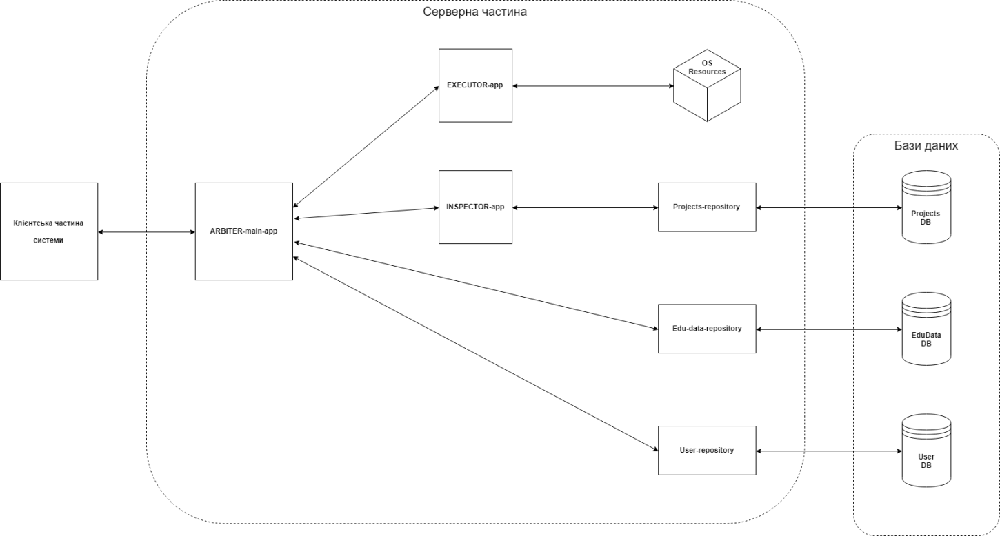 Серверна частина
OS
Resources
EXECUTOR-app
Бази даних
INSPECTOR-app
Projects-repository
Projects
DB
Клієнтська частина
системи
ARBITER-main-app
Edu-data-repository
EduData
DB
User-repository
User
DB